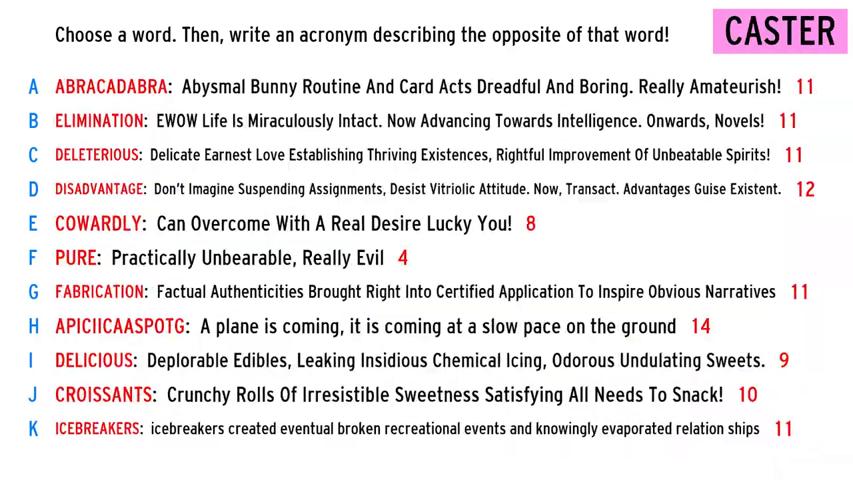 Choose a word. Then, write an acronym describing the opposite of that word!
CASTER
A ABRACADABRA: Abysmal Bunny Routine And Card Acts Dreadful And Boring. Really Amateurish! 11
B ELIMINATION: EWOW Life Is Miraculously Intact. Now Advancing Towards Intelligence. Onwards, Novels! 11
C DELETERIOUS: Delicate Earnest Love Establishing Thriving Existences, Rightful Improvement Of Unbeatable Spirits! 11
D DISADVANTAGE: Don't Imagine Suspending Assignments, Desist Vitriolic Attitude. Now, Transact. Advantages Guise Existent. 12
E COWARDLY: Can Overcome With A Real Desire Lucky You! 8
F PURE: Practically Unbearable, Really Evil 4
G FABRICATION: Factual Authenticities Brought Right Into Certified Application To Inspire Obvious Narratives 11
H APICIICAASPOTG: A plane is coming, it is coming at a slow pace on the ground 14
I DELICIOUS: Deplorable Edibles, Leaking Insidious Chemical Icing, Odorous Undulating Sweets. 9
J CROISSANTS: Crunchy Rolls Of Irresistible Sweetness Satisfying All Needs To Snack! 10
K ICEBREAKERS: icebreakers created eventual broken recreational events and knowingly evaporated relation ships 11